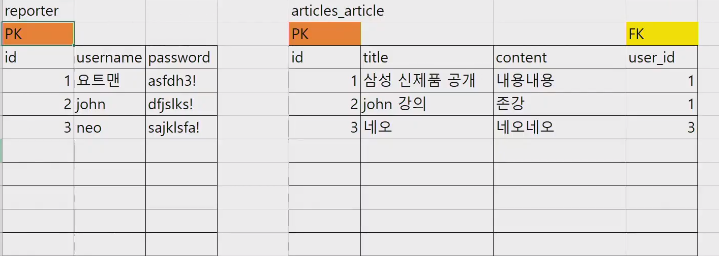 reporter articles_article
PK PK FK
id username password id title content user_id
1 요트맨 asfdh3! 1 삼성 신제품 공개 내용내용 1
2 john dfjslks! 2 john 강의 존강 1
3 neo sajklsfa! 3 네오 네오네오 3